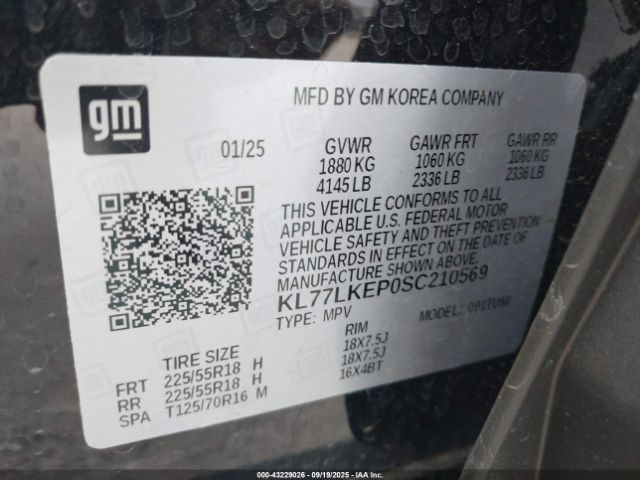 gm
MFD BY GM KOREA COMPANY
01/25
GVWR GAWR FRT GAWR RR
1880 KG 1060 KG 1060 KG
4145 LB 2336 LB 2336 LB
THIS VEHICLE CONFORMS TO ALL
APPLICABLE U.S. FEDERAL MOTOR
VEHICLE SAFETY AND THEFT PREVENTION
STANDARDS IN EFFECT ON THE DATE OF
MANUFACTURE SHOWN ABOVE.
KL77LKEP0SC210569
TYPE: MPV MODEL: 091TU58
TIRE SIZE RIM
FRT 225/55R18 H 18X7.5J
RR 225/55R18 H 18X7.5J
SPA T125/70R16 M 16X4BT
00-43229026 - 09/19/2025 - IAA